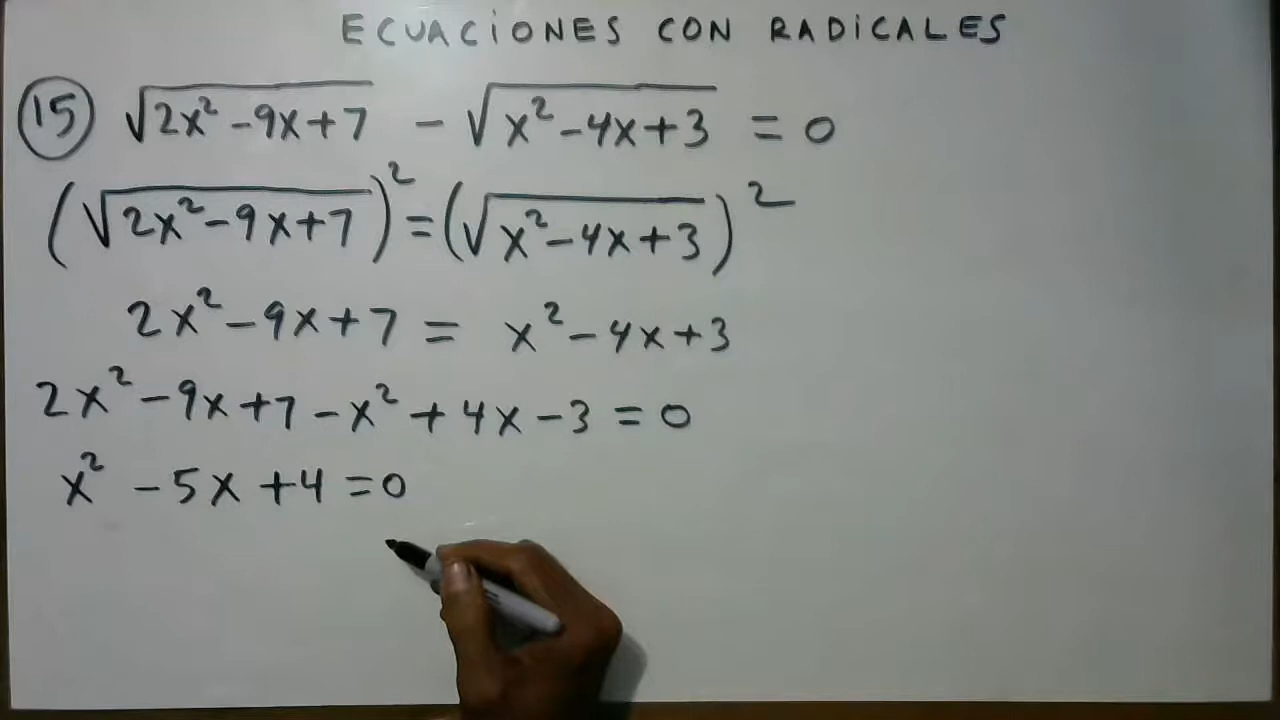 ECUACiONES CON RADiCALES
15 √2x² - 9x + 7 - √x² - 4x + 3 = 0
(√2x² - 9x + 7)² = (√x² - 4x + 3)²
2x² - 9x + 7 = x² - 4x + 3
2x² - 9x + 7 - x² + 4x - 3 = 0
x² - 5x + 4 = 0